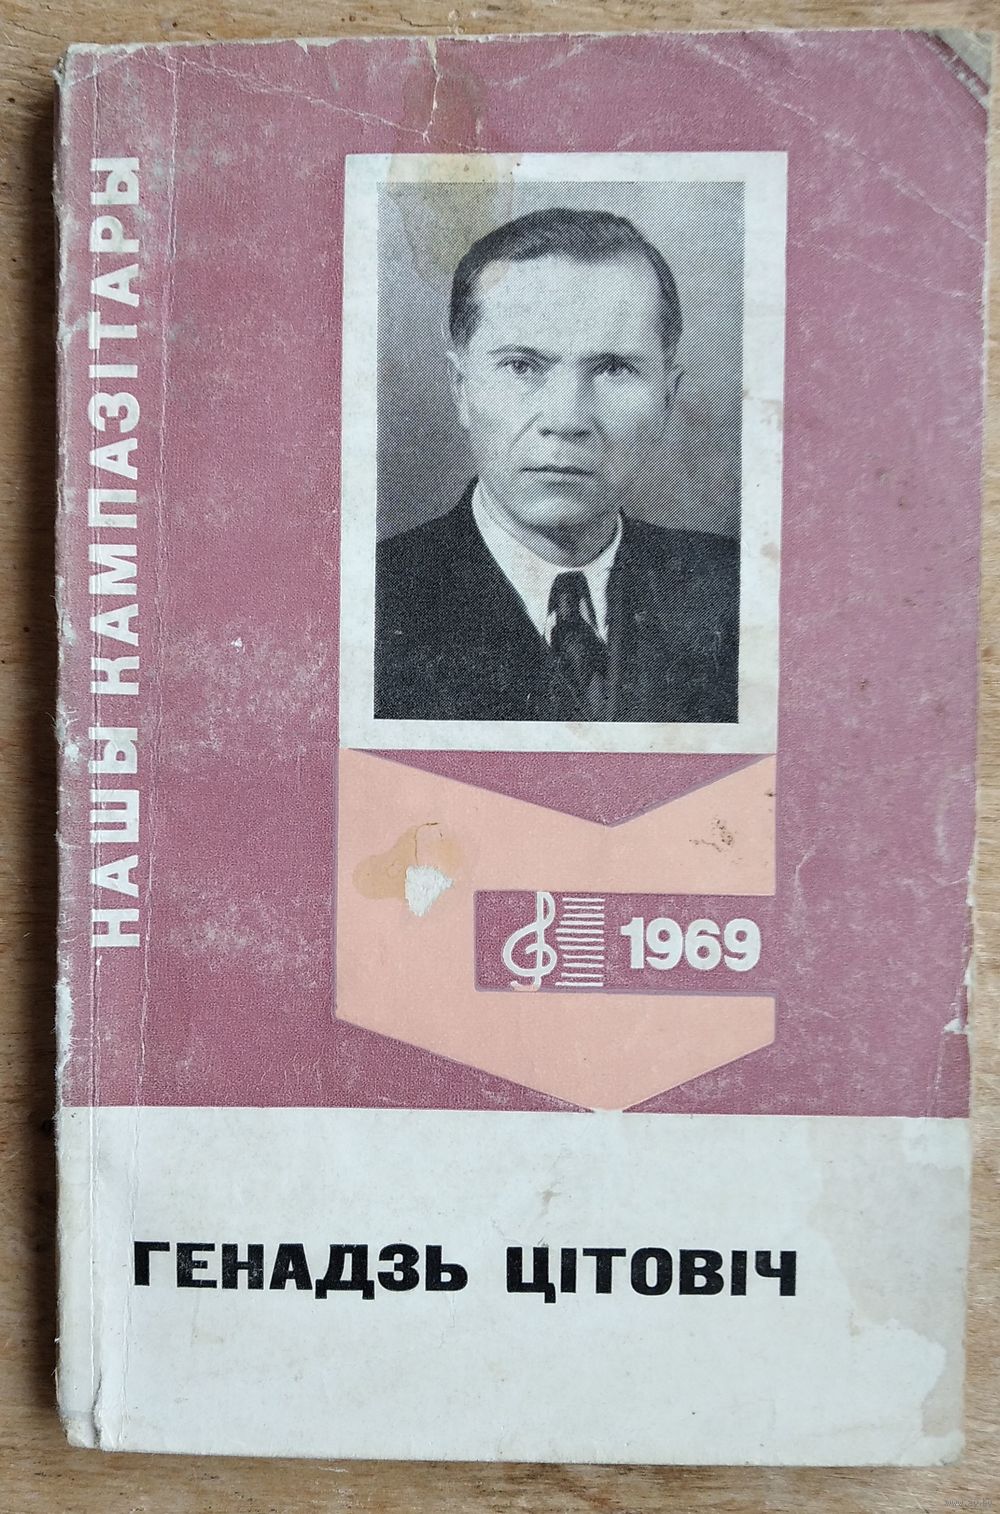 НАШЫ КАМПАЗІТАРЫ
1969
ГЕНАДЗЬ ЦІТОВІЧ